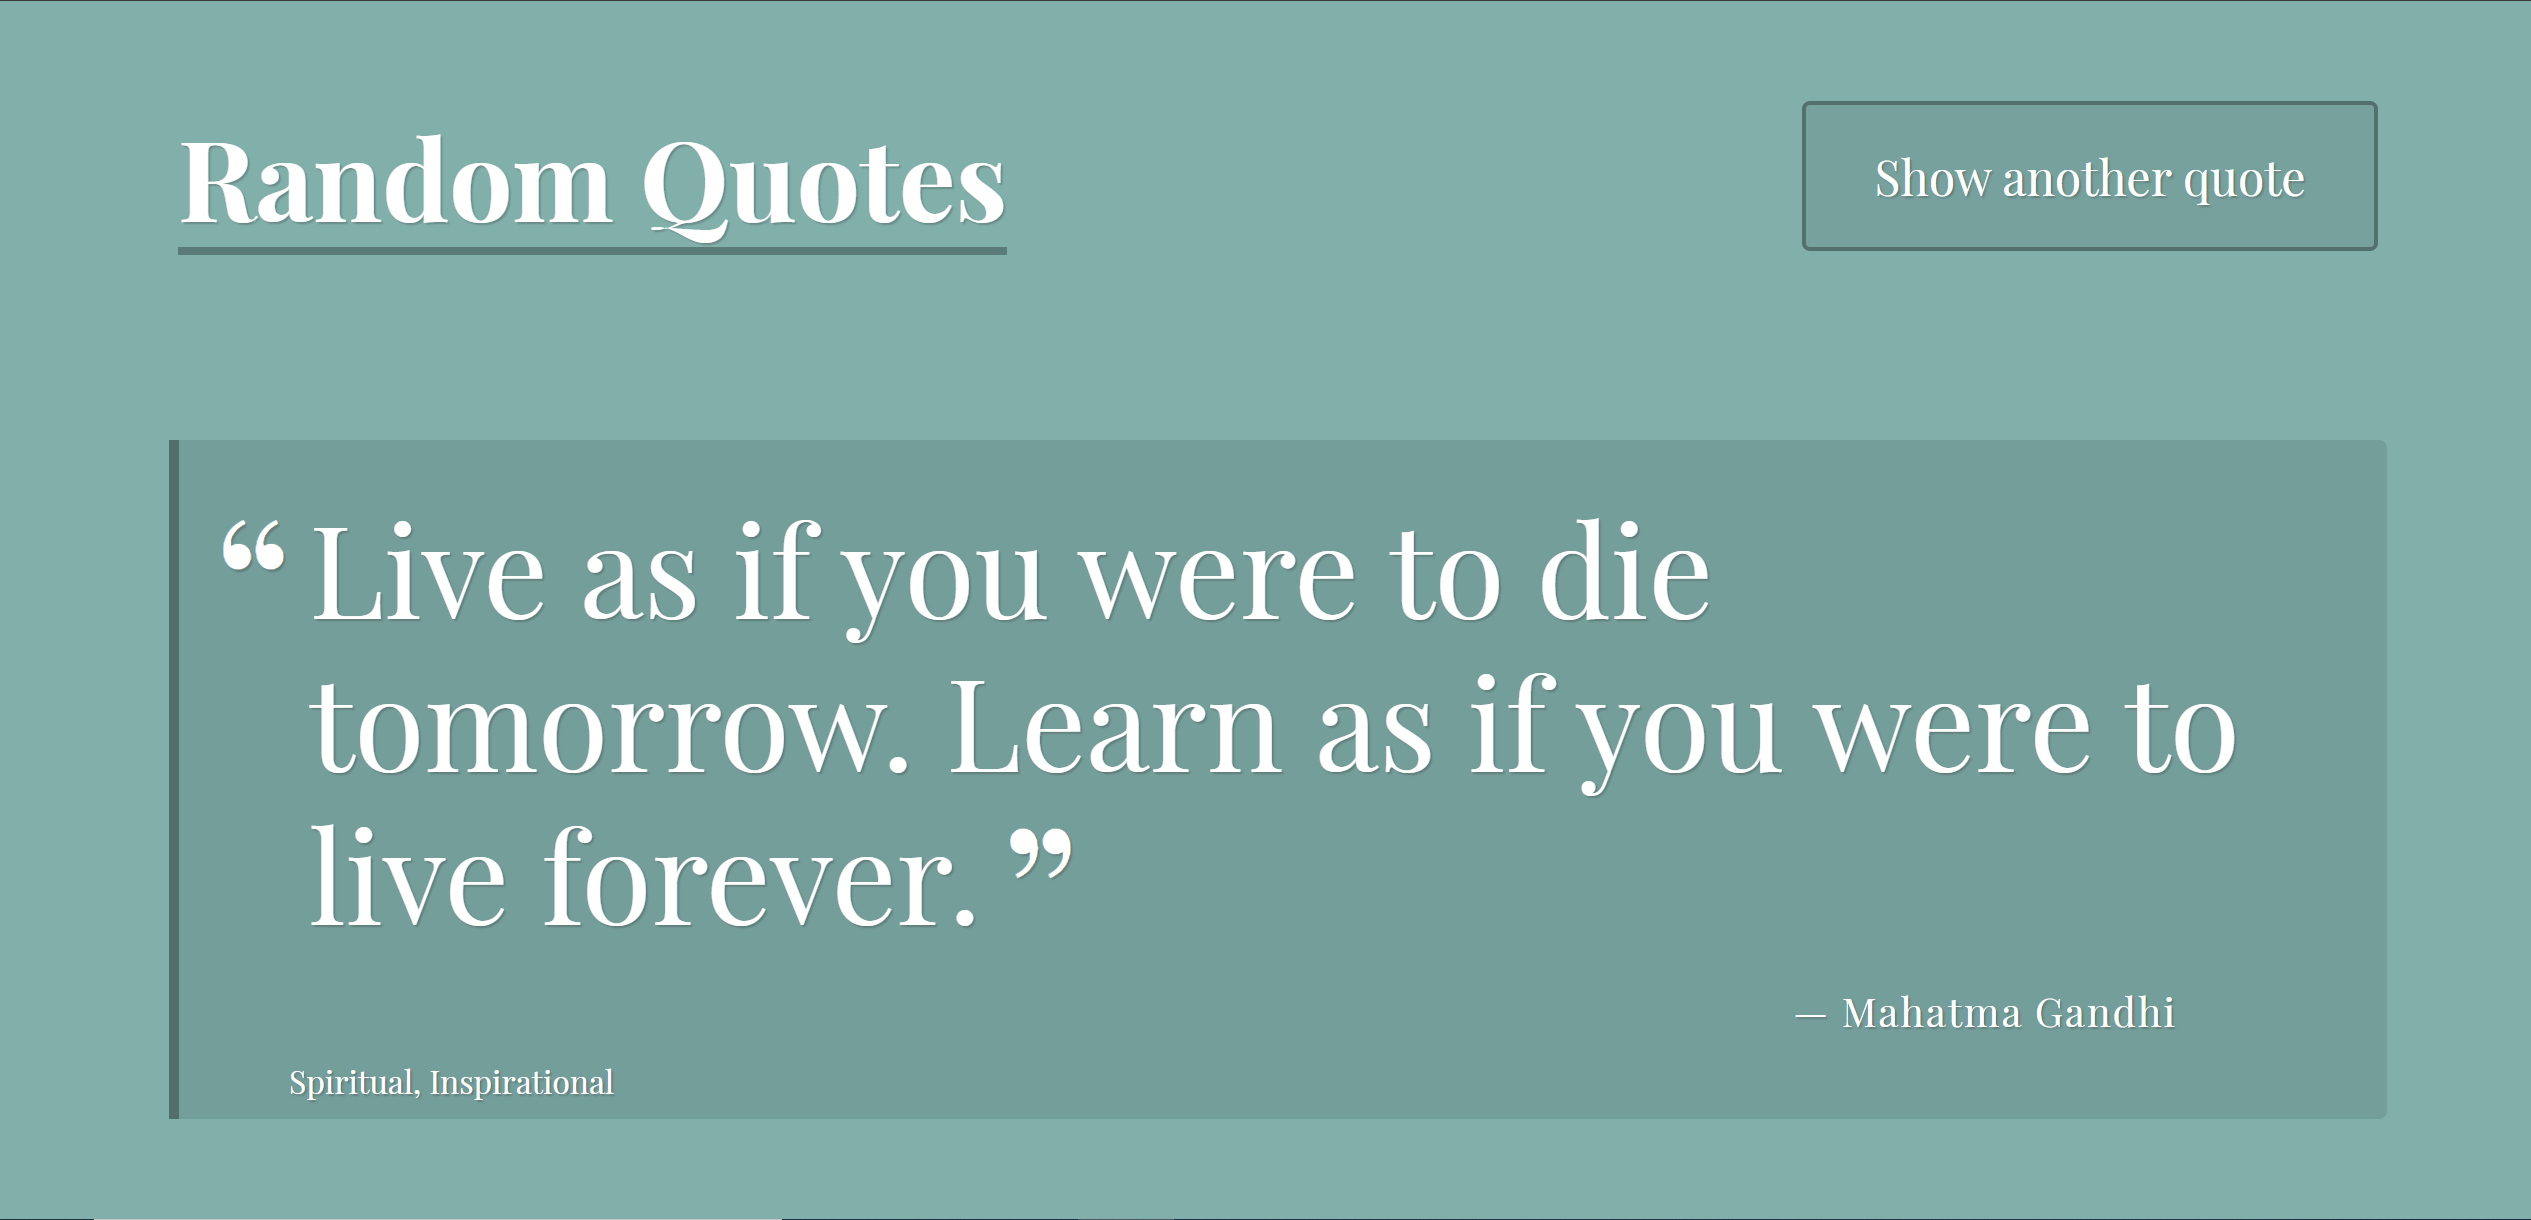 Random Quotes
Show another quote
“ Live as if you were to die
tomorrow. Learn as if you were to
live forever. ”
— Mahatma Gandhi
Spiritual, Inspirational